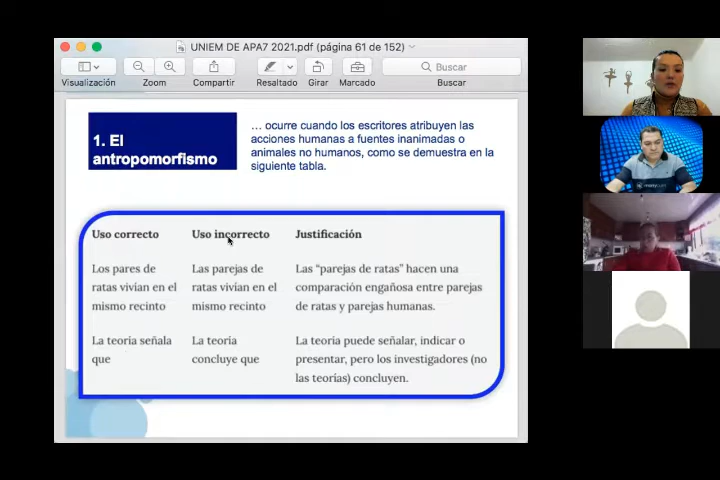 UNIEM DE APA7 2021.pdf (página 61 de 152)
Buscar
Visualización Zoom Compartir Resaltado Girar Marcado Buscar
1. El
antropomorfismo
… ocurre cuando los escritores atribuyen las
acciones humanas a fuentes inanimadas o
animales no humanos, como se demuestra en la
siguiente tabla.
Uso correcto Uso incorrecto Justificación
Los pares de
ratas vivían en el
mismo recinto
Las parejas de
ratas vivían en el
mismo recinto
Las “parejas de ratas” hacen una
comparación engañosa entre parejas
de ratas y parejas humanas.
La teoría señala
que
La teoría
concluye que
La teoría puede señalar, indicar o
presentar, pero los investigadores (no
las teorías) concluyen.